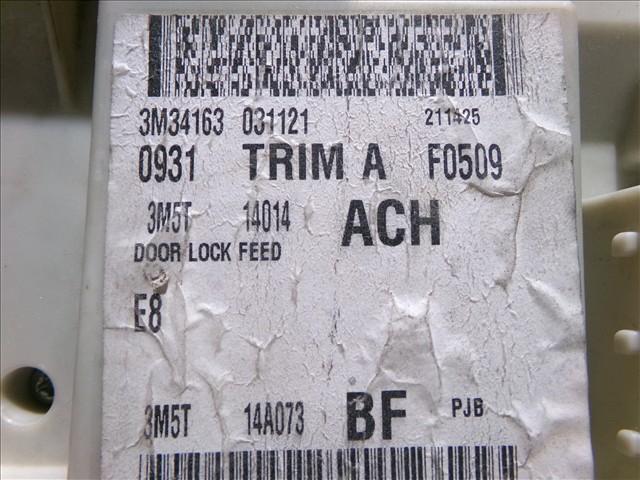 3M34163 031121 211425
0931 TRIM A F0509
3M5T 14014 ACH
DOOR LOCK FEED
E8
3M5T 14A073 BF PJB